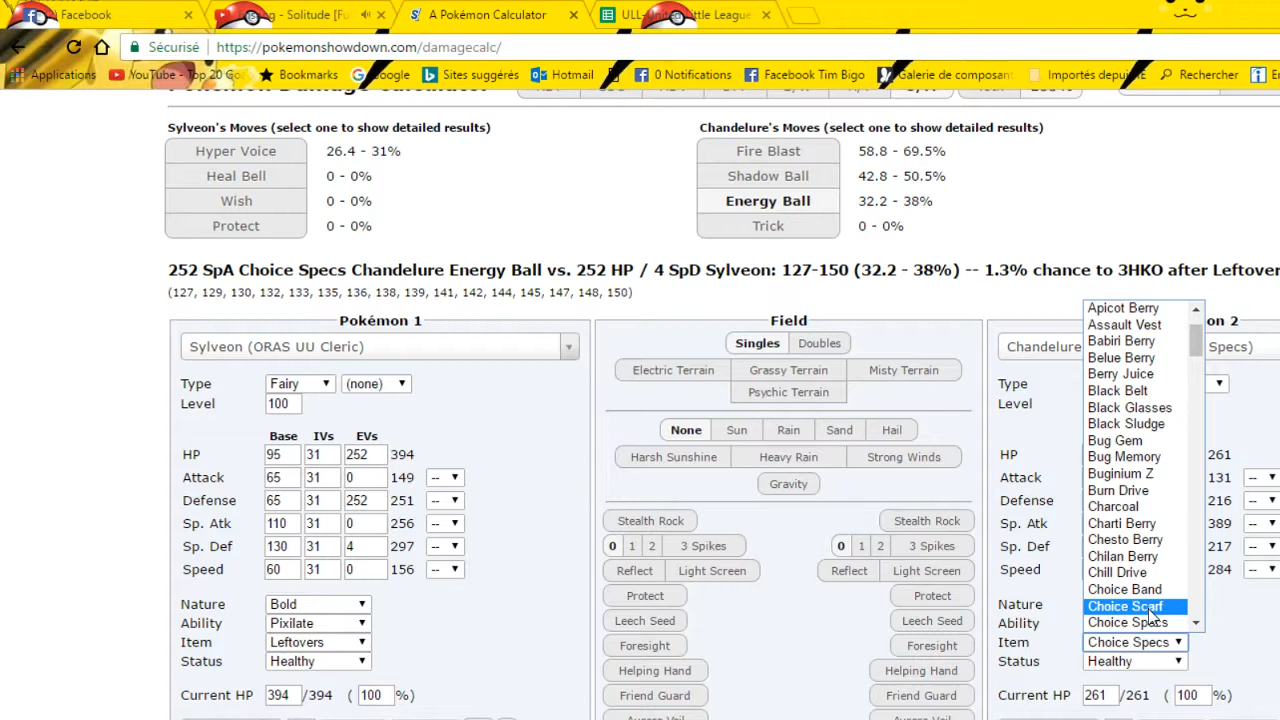 Facebook
Solitude [Fu
A Pokémon Calculator
ULL-United Little League
Sécurisé https://pokemonshowdown.com/damagecalc/
Applications YouTube - Top 20 Go Bookmarks Google Sites suggérés Hotmail 0 Notifications Facebook Tim Bigo Galerie de composant Importés depuis IE Rechercher
Sylveon's Moves (select one to show detailed results)
Hyper Voice 26.4 - 31%
Heal Bell 0 - 0%
Wish 0 - 0%
Protect 0 - 0%
Chandelure's Moves (select one to show detailed results)
Fire Blast 58.8 - 69.5%
Shadow Ball 42.8 - 50.5%
Energy Ball 32.2 - 38%
Trick 0 - 0%
252 SpA Choice Specs Chandelure Energy Ball vs. 252 HP / 4 SpD Sylveon: 127-150 (32.2 - 38%) -- 1.3% chance to 3HKO after Leftover
(127, 129, 130, 132, 133, 135, 136, 138, 139, 141, 142, 144, 145, 147, 148, 150)
Pokémon 1
Sylveon (ORAS UU Cleric)
Type Fairy (none)
Level 100
Base IVs EVs
HP 95 31 252 394
Attack 65 31 0 149 --
Defense 65 31 252 251 --
Sp. Atk 110 31 0 256 --
Sp. Def 130 31 4 297 --
Speed 60 31 0 156 --
Nature Bold
Ability Pixilate
Item Leftovers
Status Healthy
Current HP 394 /394 ( 100 %)
Field
Singles Doubles
Electric Terrain Grassy Terrain Misty Terrain
Psychic Terrain
None Sun Rain Sand Hail
Harsh Sunshine Heavy Rain Strong Winds
Gravity
Stealth Rock Stealth Rock
0 1 2 3 Spikes 0 1 2 3 Spikes
Reflect Light Screen Reflect Light Screen
Protect Protect
Leech Seed Leech Seed
Foresight Foresight
Helping Hand Helping Hand
Friend Guard Friend Guard
Aurora Veil Aurora Veil
on 2
Chandelure Specs)
Type
Level
HP 261
Attack 131 --
Defense 216 --
Sp. Atk 389 --
Sp. Def 217 --
Speed 284 --
Nature
Ability
Item Choice Specs
Status Healthy
Current HP 261 /261 ( 100 %)
Apicot Berry
Assault Vest
Babiri Berry
Belue Berry
Berry Juice
Black Belt
Black Glasses
Black Sludge
Bug Gem
Bug Memory
Buginium Z
Burn Drive
Charcoal
Charti Berry
Chesto Berry
Chilan Berry
Chill Drive
Choice Band
Choice Scarf
Choice Specs